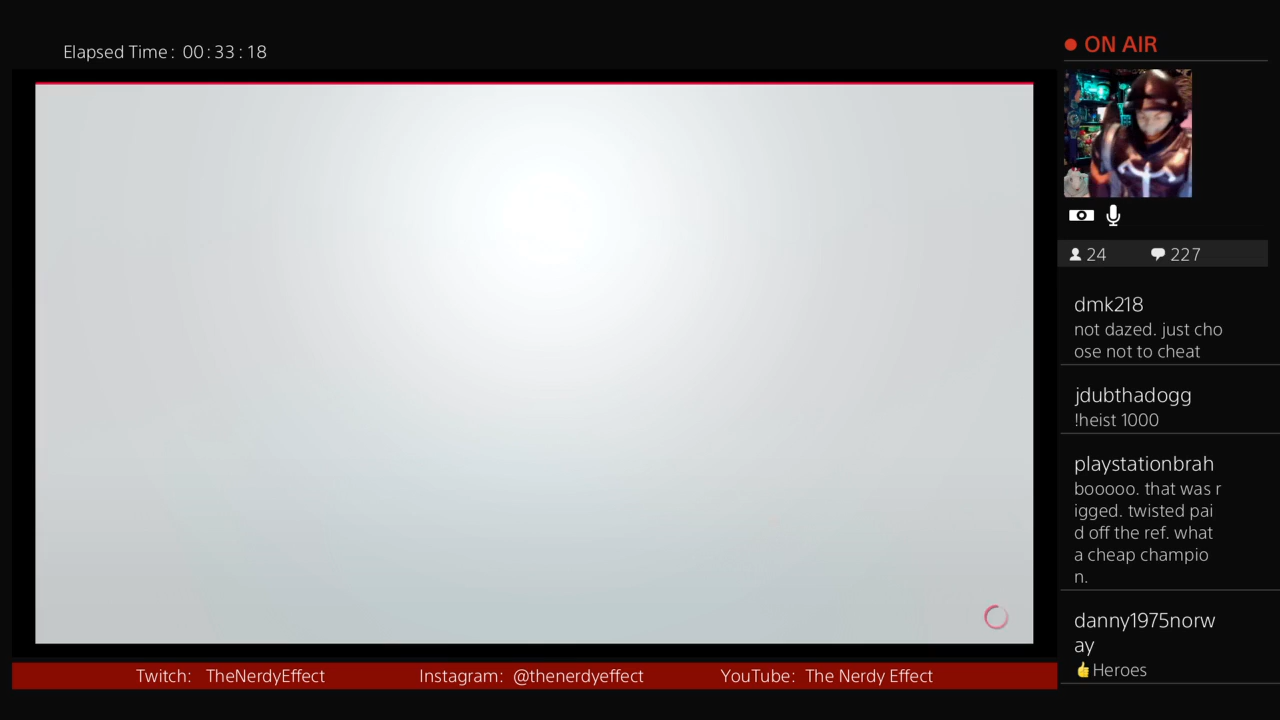 Elapsed Time: 00:33:18
ON AIR
24 227
dmk218
not dazed. just cho
ose not to cheat
jdubthadogg
!heist 1000
playstationbrah
booooo. that was r
igged. twisted pai
d off the ref. what
a cheap champio
n.
danny1975norw
ay
👍Heroes
Twitch: TheNerdyEffect Instagram: @thenerdyeffect YouTube: The Nerdy Effect